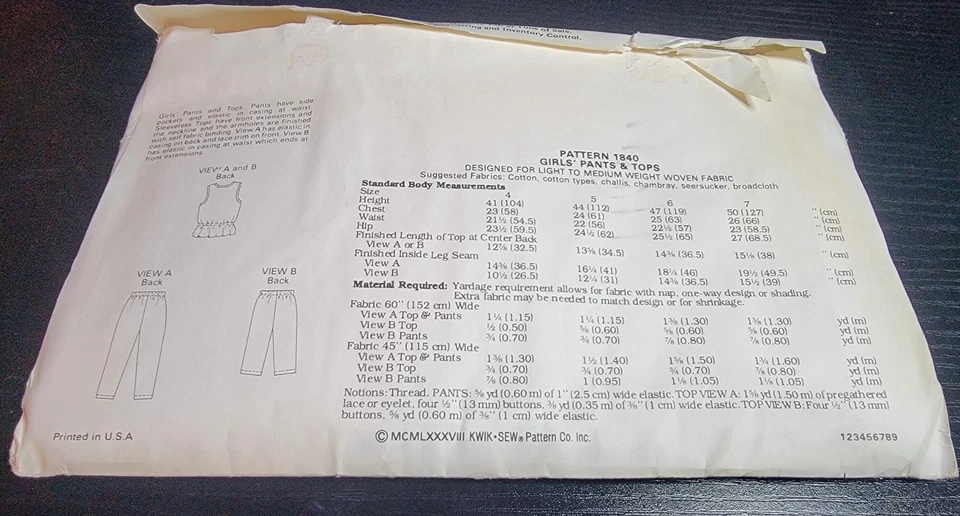 of Sale.
and Inventory Control.
Girls' Pants and Tops. Pants have side
pockets and elastic in casing at waist.
Sleeveless Tops have front extensions and
the neckline and the armholes are finished
with self fabric binding. View A has elastic in
casing on back and lace trim on front. View B
has elastic in casing at waist which ends at
front extensions.
VIEW A and B
Back
VIEW A
Back
VIEW B
Back
PATTERN 1840
GIRLS' PANTS & TOPS
DESIGNED FOR LIGHT TO MEDIUM WEIGHT WOVEN FABRIC
Suggested Fabrics: Cotton, cotton types, challis, chambray, seersucker, broadcloth
Standard Body Measurements
Size 4 5 6 7
Height 41 (104) 44 (112) 47 (119) 50 (127) " (cm)
Chest 23 (58) 24 (61) 25 (63) 26 (66) " (cm)
Waist 21½ (54.5) 22 (56) 22½ (57) 23 (58.5) " (cm)
Hip 23½ (59.5) 24½ (62) 25½ (65) 27 (68.5) " (cm)
Finished Length of Top at Center Back
View A or B 12⅞ (32.5) 13⅝ (34.5) 14⅜ (36.5) 15⅛ (38) " (cm)
Finished Inside Leg Seam
View A 14⅜ (36.5) 16¼ (41) 18¼ (46) 19½ (49.5) " (cm)
View B 10½ (26.5) 12¼ (31) 14⅜ (36.5) 15½ (39) " (cm)
Material Required: Yardage requirement allows for fabric with nap, one-way design or shading.
Extra fabric may be needed to match design or for shrinkage.
Fabric 60" (152 cm) Wide
View A Top & Pants 1¼ (1.15) 1¼ (1.15) 1⅜ (1.30) 1⅜ (1.30) yd (m)
View B Top ½ (0.50) ⅝ (0.60) ⅝ (0.60) ⅝ (0.60) yd (m)
View B Pants ¾ (0.70) ¾ (0.70) ⅞ (0.80) ⅞ (0.80) yd (m)
Fabric 45" (115 cm) Wide
View A Top & Pants 1⅜ (1.30) 1½ (1.40) 1⅝ (1.50) 1¾ (1.60) yd (m)
View B Top ¾ (0.70) ¾ (0.70) ¾ (0.70) ⅞ (0.80) yd (m)
View B Pants ⅞ (0.80) 1 (0.95) 1⅛ (1.05) 1⅛ (1.05) yd (m)
Notions: Thread. PANTS: ⅝ yd (0.60 m) of 1" (2.5 cm) wide elastic. TOP VIEW A: 1⅝ yd (1.50 m) of pregathered
lace or eyelet, four ½" (13 mm) buttons, ⅜ yd (0.35 m) of ⅜" (1 cm) wide elastic. TOP VIEW B: Four ½" (13 mm)
buttons, ⅝ yd (0.60 m) of ⅜" (1 cm) wide elastic.
Printed in U.S.A
© MCMLXXXVIII KWIK•SEW® Pattern Co. Inc.
123456789